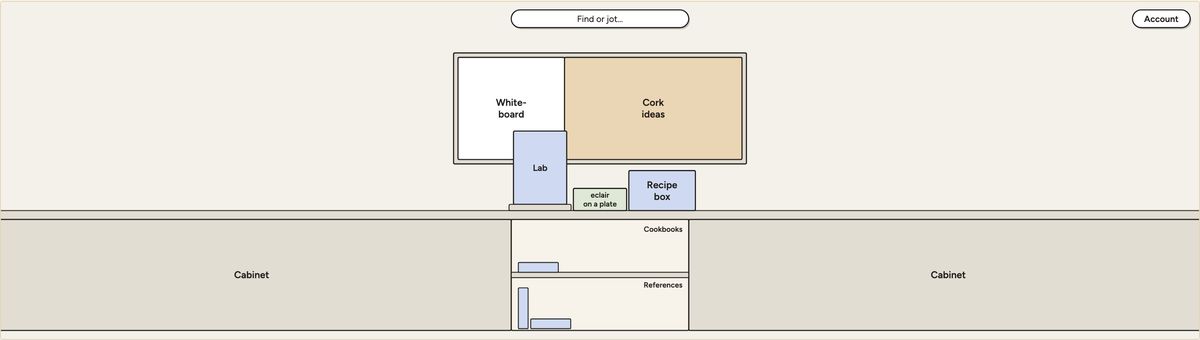 Find or jot...
Account
White-
board
Cork
ideas
Lab
eclair
on a plate
Recipe
box
Cookbooks
Cabinet
Cabinet
References